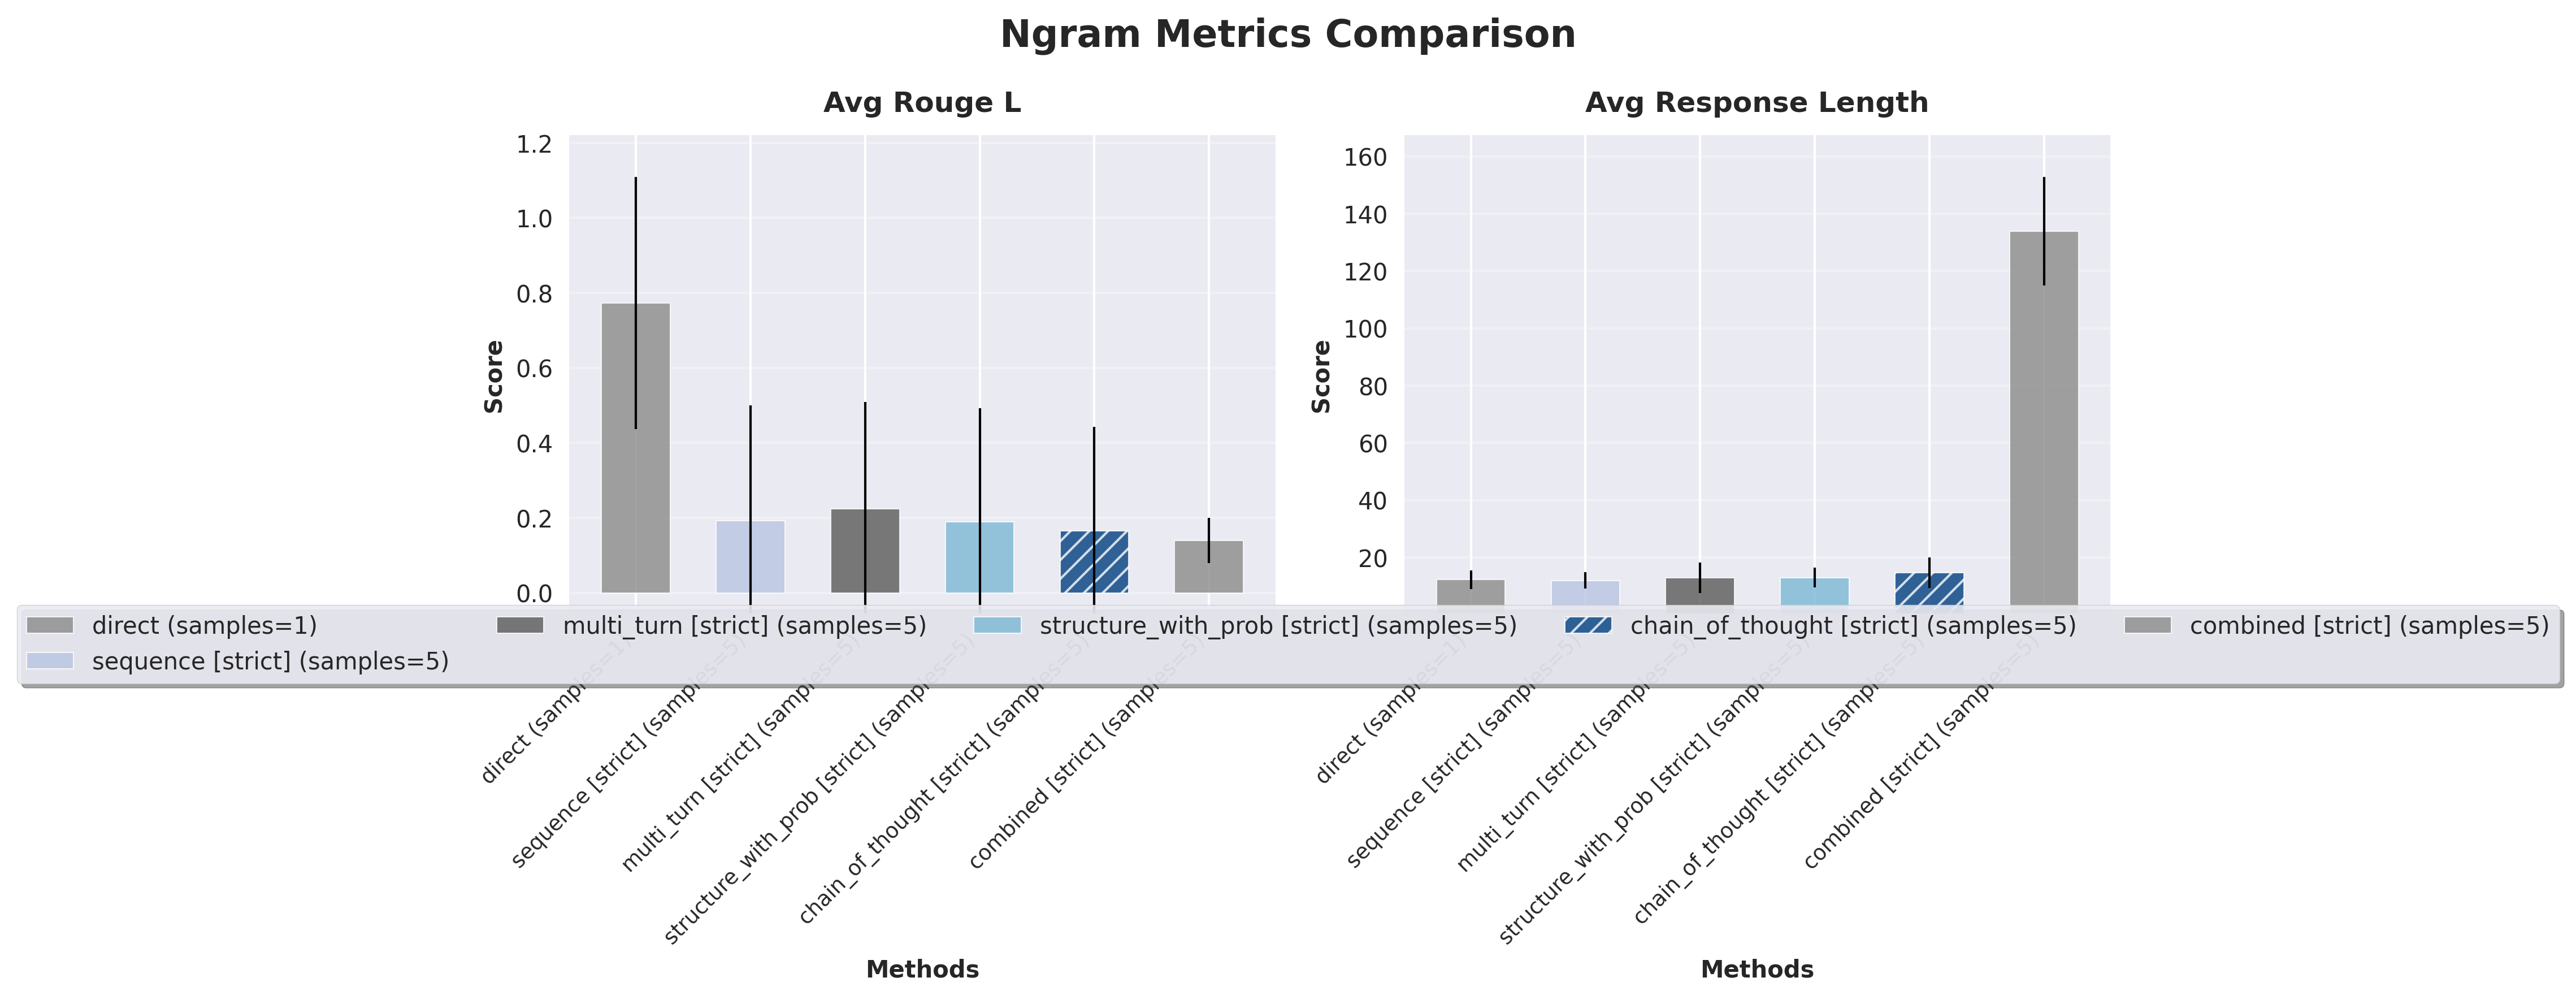 Ngram Metrics Comparison
Avg Rouge L
1.2
1.0
0.8
0.6
0.4
0.2
0.0
Score
direct (samples=1)
sequence [strict] (samples=5)
multi_turn [strict] (samples=5)
structure_with_prob [strict] (samples=5)
chain_of_thought [strict] (samples=5)
combined [strict] (samples=5)
Methods
Avg Response Length
160
140
120
100
80
60
40
20
Score
direct (samples=1)
sequence [strict] (samples=5)
multi_turn [strict] (samples=5)
structure_with_prob [strict] (samples=5)
chain_of_thought [strict] (samples=5)
combined [strict] (samples=5)
Methods
direct (samples=1)
sequence [strict] (samples=5)
multi_turn [strict] (samples=5)
structure_with_prob [strict] (samples=5)
chain_of_thought [strict] (samples=5)
combined [strict] (samples=5)